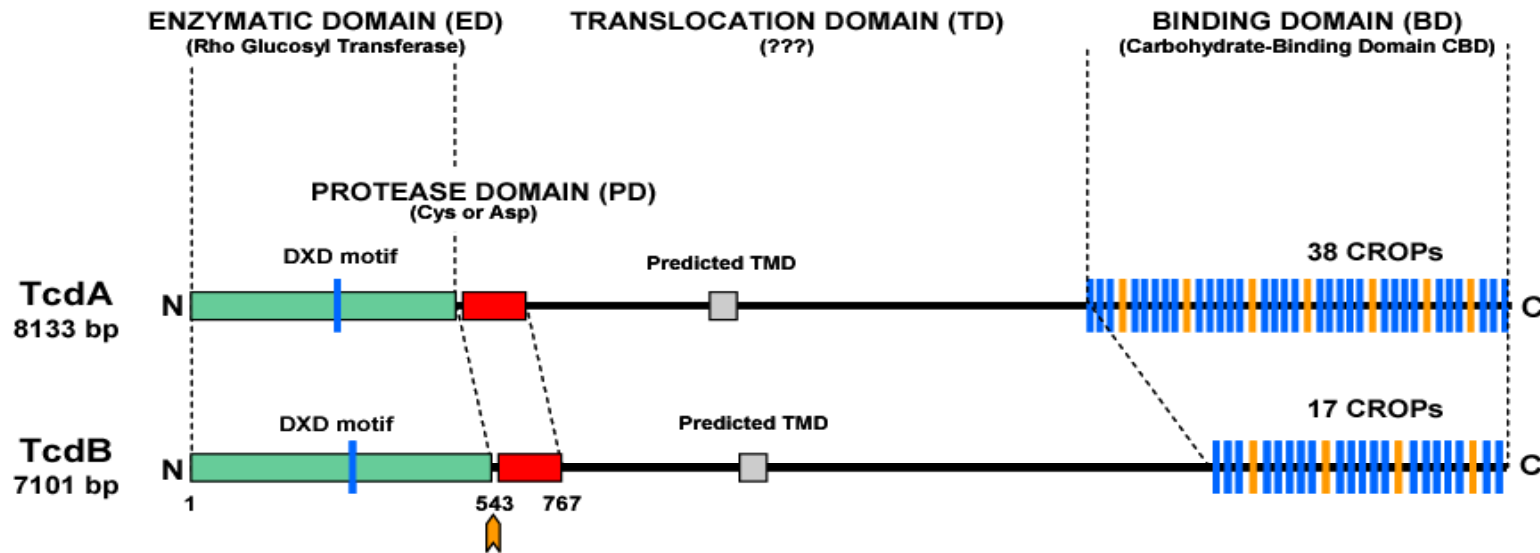 ENZYMATIC DOMAIN (ED)
(Rho Glucosyl Transferase)
TRANSLOCATION DOMAIN (TD)
(???)
BINDING DOMAIN (BD)
(Carbohydrate-Binding Domain CBD)
PROTEASE DOMAIN (PD)
(Cys or Asp)
DXD motif
Predicted TMD
38 CROPs
TcdA
8133 bp
N
C
DXD motif
Predicted TMD
17 CROPs
TcdB
7101 bp
N
C
1
543
767